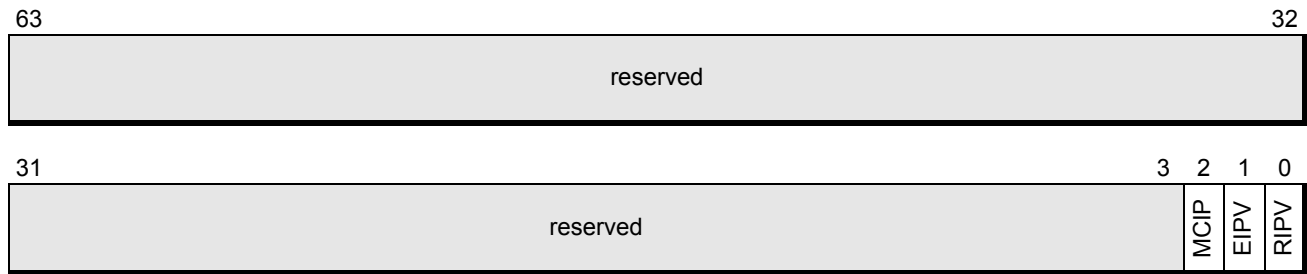 63 32
reserved
31 3 2 1 0
reserved MCIP EIPV RIPV